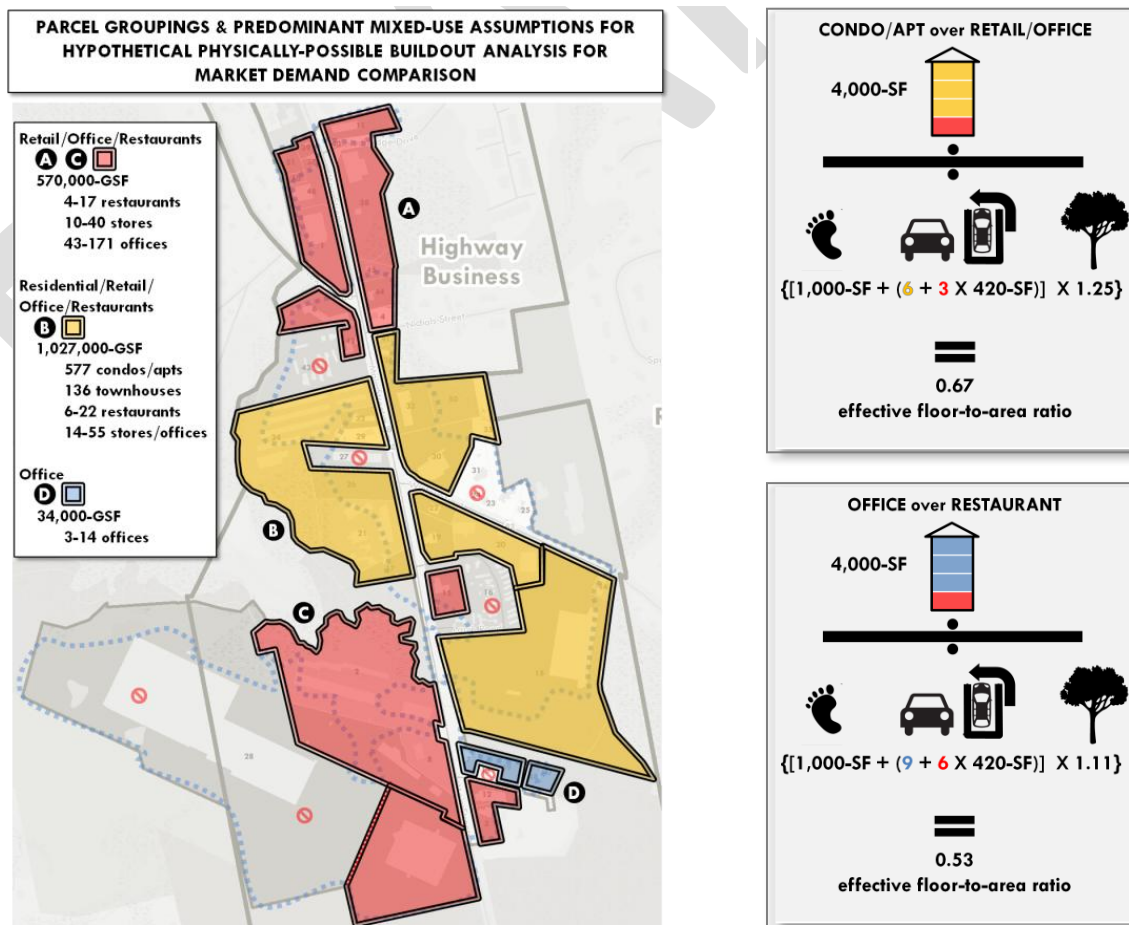 PARCEL GROUPINGS & PREDOMINANT MIXED-USE ASSUMPTIONS FOR
HYPOTHETICAL PHYSICALLY-POSSIBLE BUILDOUT ANALYSIS FOR
MARKET DEMAND COMPARISON
Retail/Office/Restaurants
A C
570,000-GSF
4-17 restaurants
10-40 stores
43-171 offices
Residential/Retail/
Office/Restaurants
B
1,027,000-GSF
577 condos/apts
136 townhouses
6-22 restaurants
14-55 stores/offices
Office
D
34,000-GSF
3-14 offices
A
Highway
Business
B
C
D
27
28
31
CONDO/APT over RETAIL/OFFICE
4,000-SF
{[1,000-SF + (6 + 3 X 420-SF)] X 1.25}
0.67
effective floor-to-area ratio
OFFICE over RESTAURANT
4,000-SF
{[1,000-SF + (9 + 6 X 420-SF)] X 1.11}
0.53
effective floor-to-area ratio